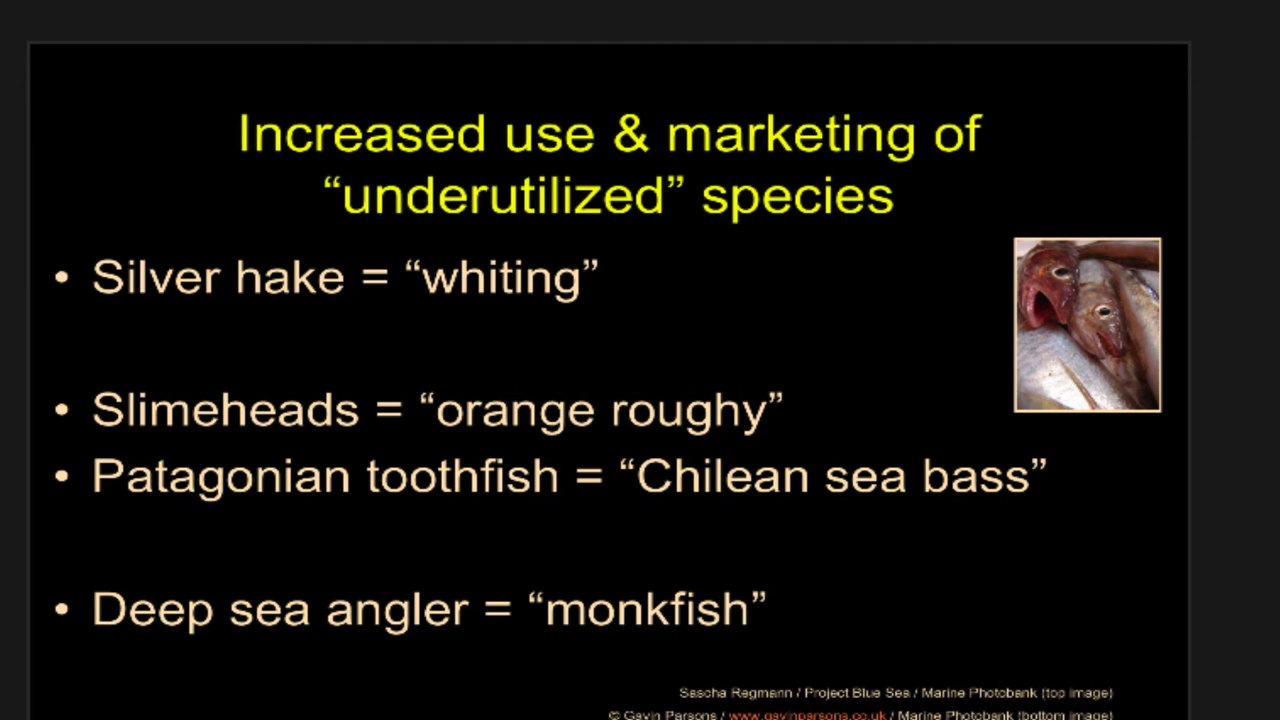 Increased use & marketing of
“underutilized” species
• Silver hake = “whiting”
• Slimeheads = “orange roughy”
• Patagonian toothfish = “Chilean sea bass”
• Deep sea angler = “monkfish”
Sascha Regmann / Project Blue Sea / Marine Photobank (top image)
© Gavin Parsons / www.gavinparsons.co.uk / Marine Photobank (bottom image)